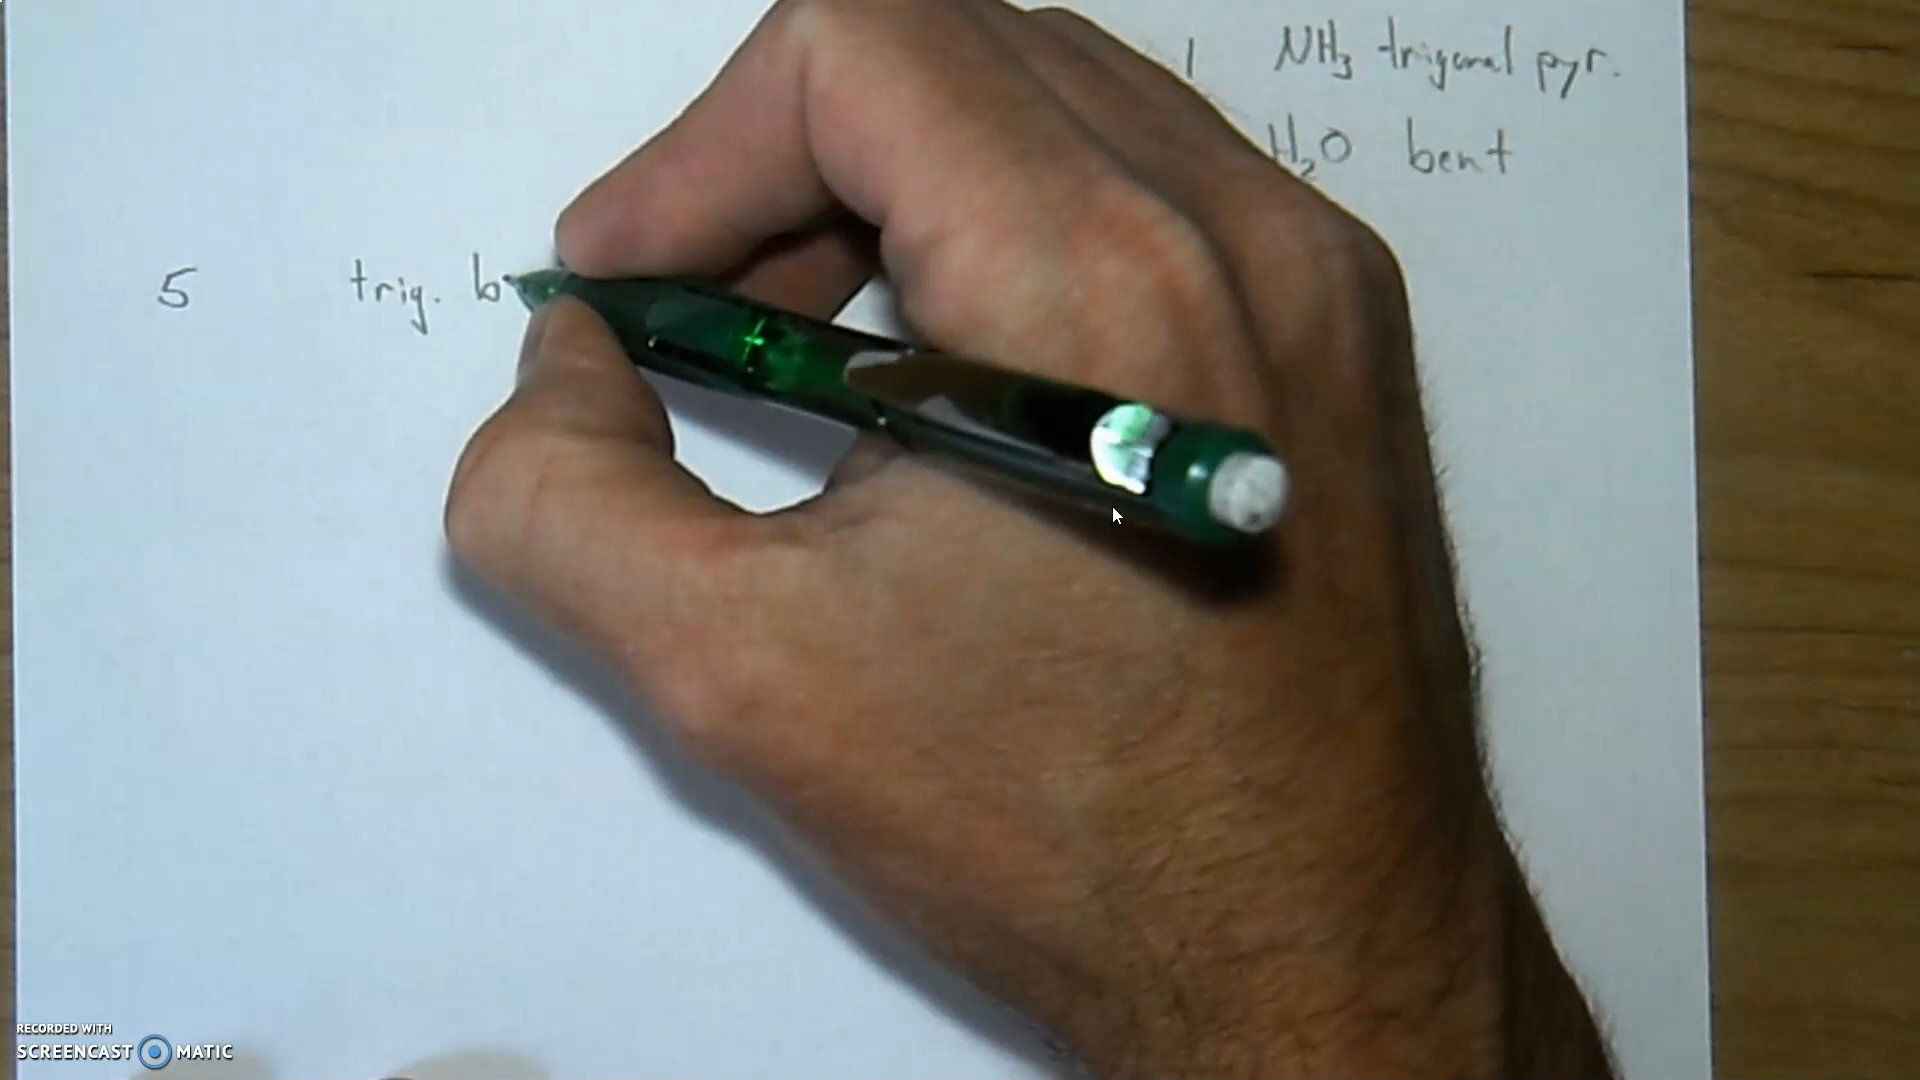 1 NH₃ trigonal pyr.
H₂O bent
5 trig. b
RECORDED WITH
SCREENCAST MATIC